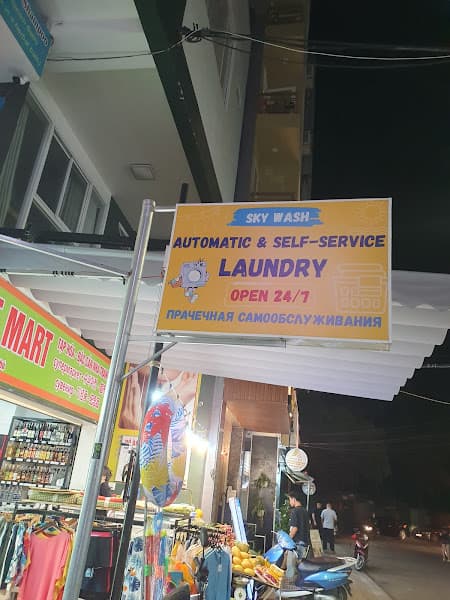 SKY WASH
AUTOMATIC & SELF-SERVICE
LAUNDRY
OPEN 24/7
ПРАЧЕЧНАЯ САМООБСЛУЖИВАНИЯ
MART